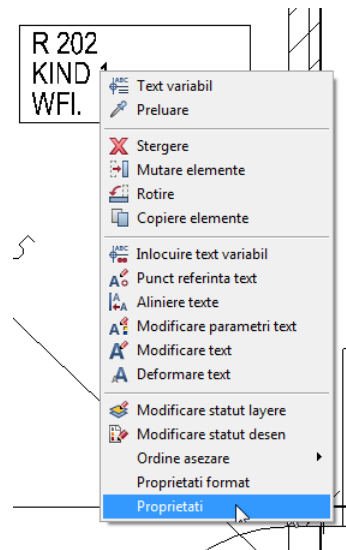 R 202
KIND 1
WFI.
Text variabil
Preluare
Stergere
Mutare elemente
Rotire
Copiere elemente
Inlocuire text variabil
Punct referinta text
Aliniere texte
Modificare parametri text
Modificare text
Deformare text
Modificare statut layere
Modificare statut desen
Ordine asezare
Proprietati format
Proprietati